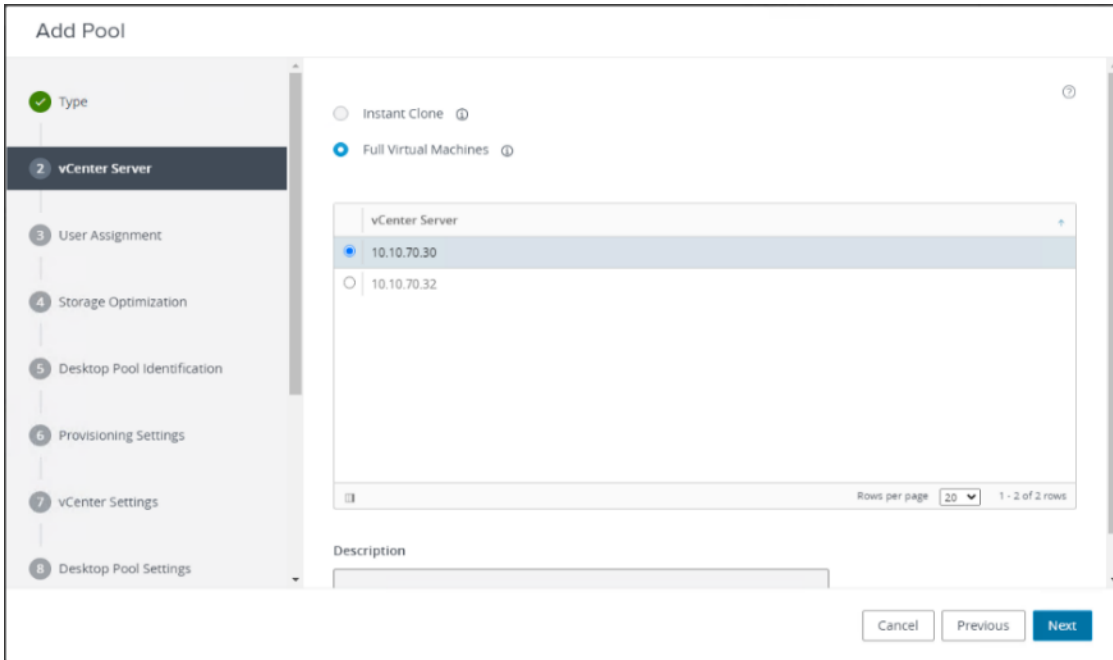 Add Pool
Type
2 vCenter Server
3 User Assignment
4 Storage Optimization
5 Desktop Pool Identification
6 Provisioning Settings
7 vCenter Settings
8 Desktop Pool Settings
Instant Clone
Full Virtual Machines
vCenter Server
10.10.70.30
10.10.70.32
Rows per page 20 1 - 2 of 2 rows
Description
Cancel Previous Next